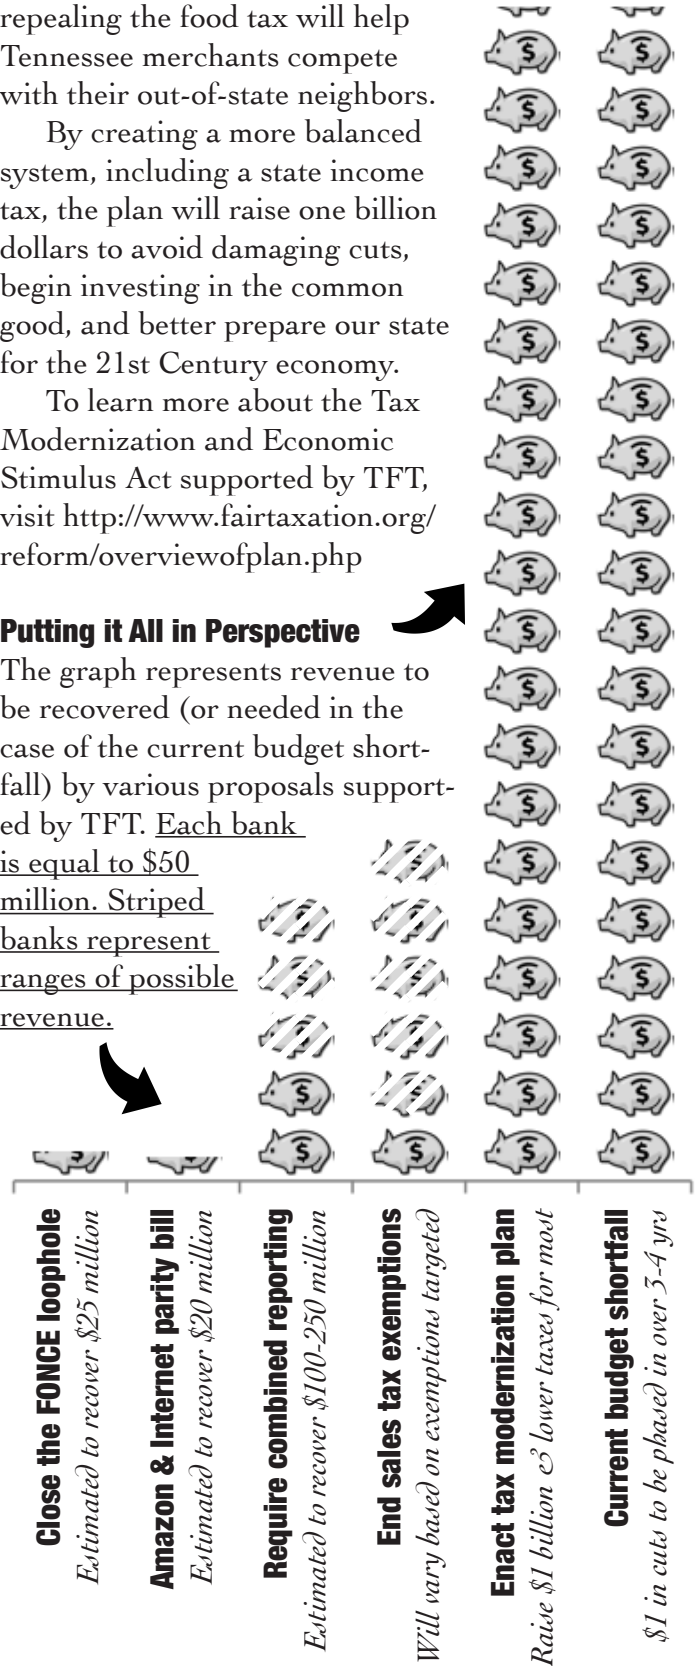 repealing the food tax will help
Tennessee merchants compete
with their out-of-state neighbors.
By creating a more balanced
system, including a state income
tax, the plan will raise one billion
dollars to avoid damaging cuts,
begin investing in the common
good, and better prepare our state
for the 21st Century economy.
To learn more about the Tax
Modernization and Economic
Stimulus Act supported by TFT,
visit http://www.fairtaxation.org/
reform/overviewofplan.php
Putting it All in Perspective
The graph represents revenue to
be recovered (or needed in the
case of the current budget short-
fall) by various proposals support-
ed by TFT. Each bank
is equal to $50
million. Striped
banks represent
ranges of possible
revenue.
Close the FONCE loophole
Estimated to recover $25 million
Amazon & Internet parity bill
Estimated to recover $20 million
Require combined reporting
Estimated to recover $100-250 million
End sales tax exemptions
Will vary based on exemptions targeted
Enact tax modernization plan
Raise $1 billion & lower taxes for most
Current budget shortfall
$1 in cuts to be phased in over 3-4 yrs